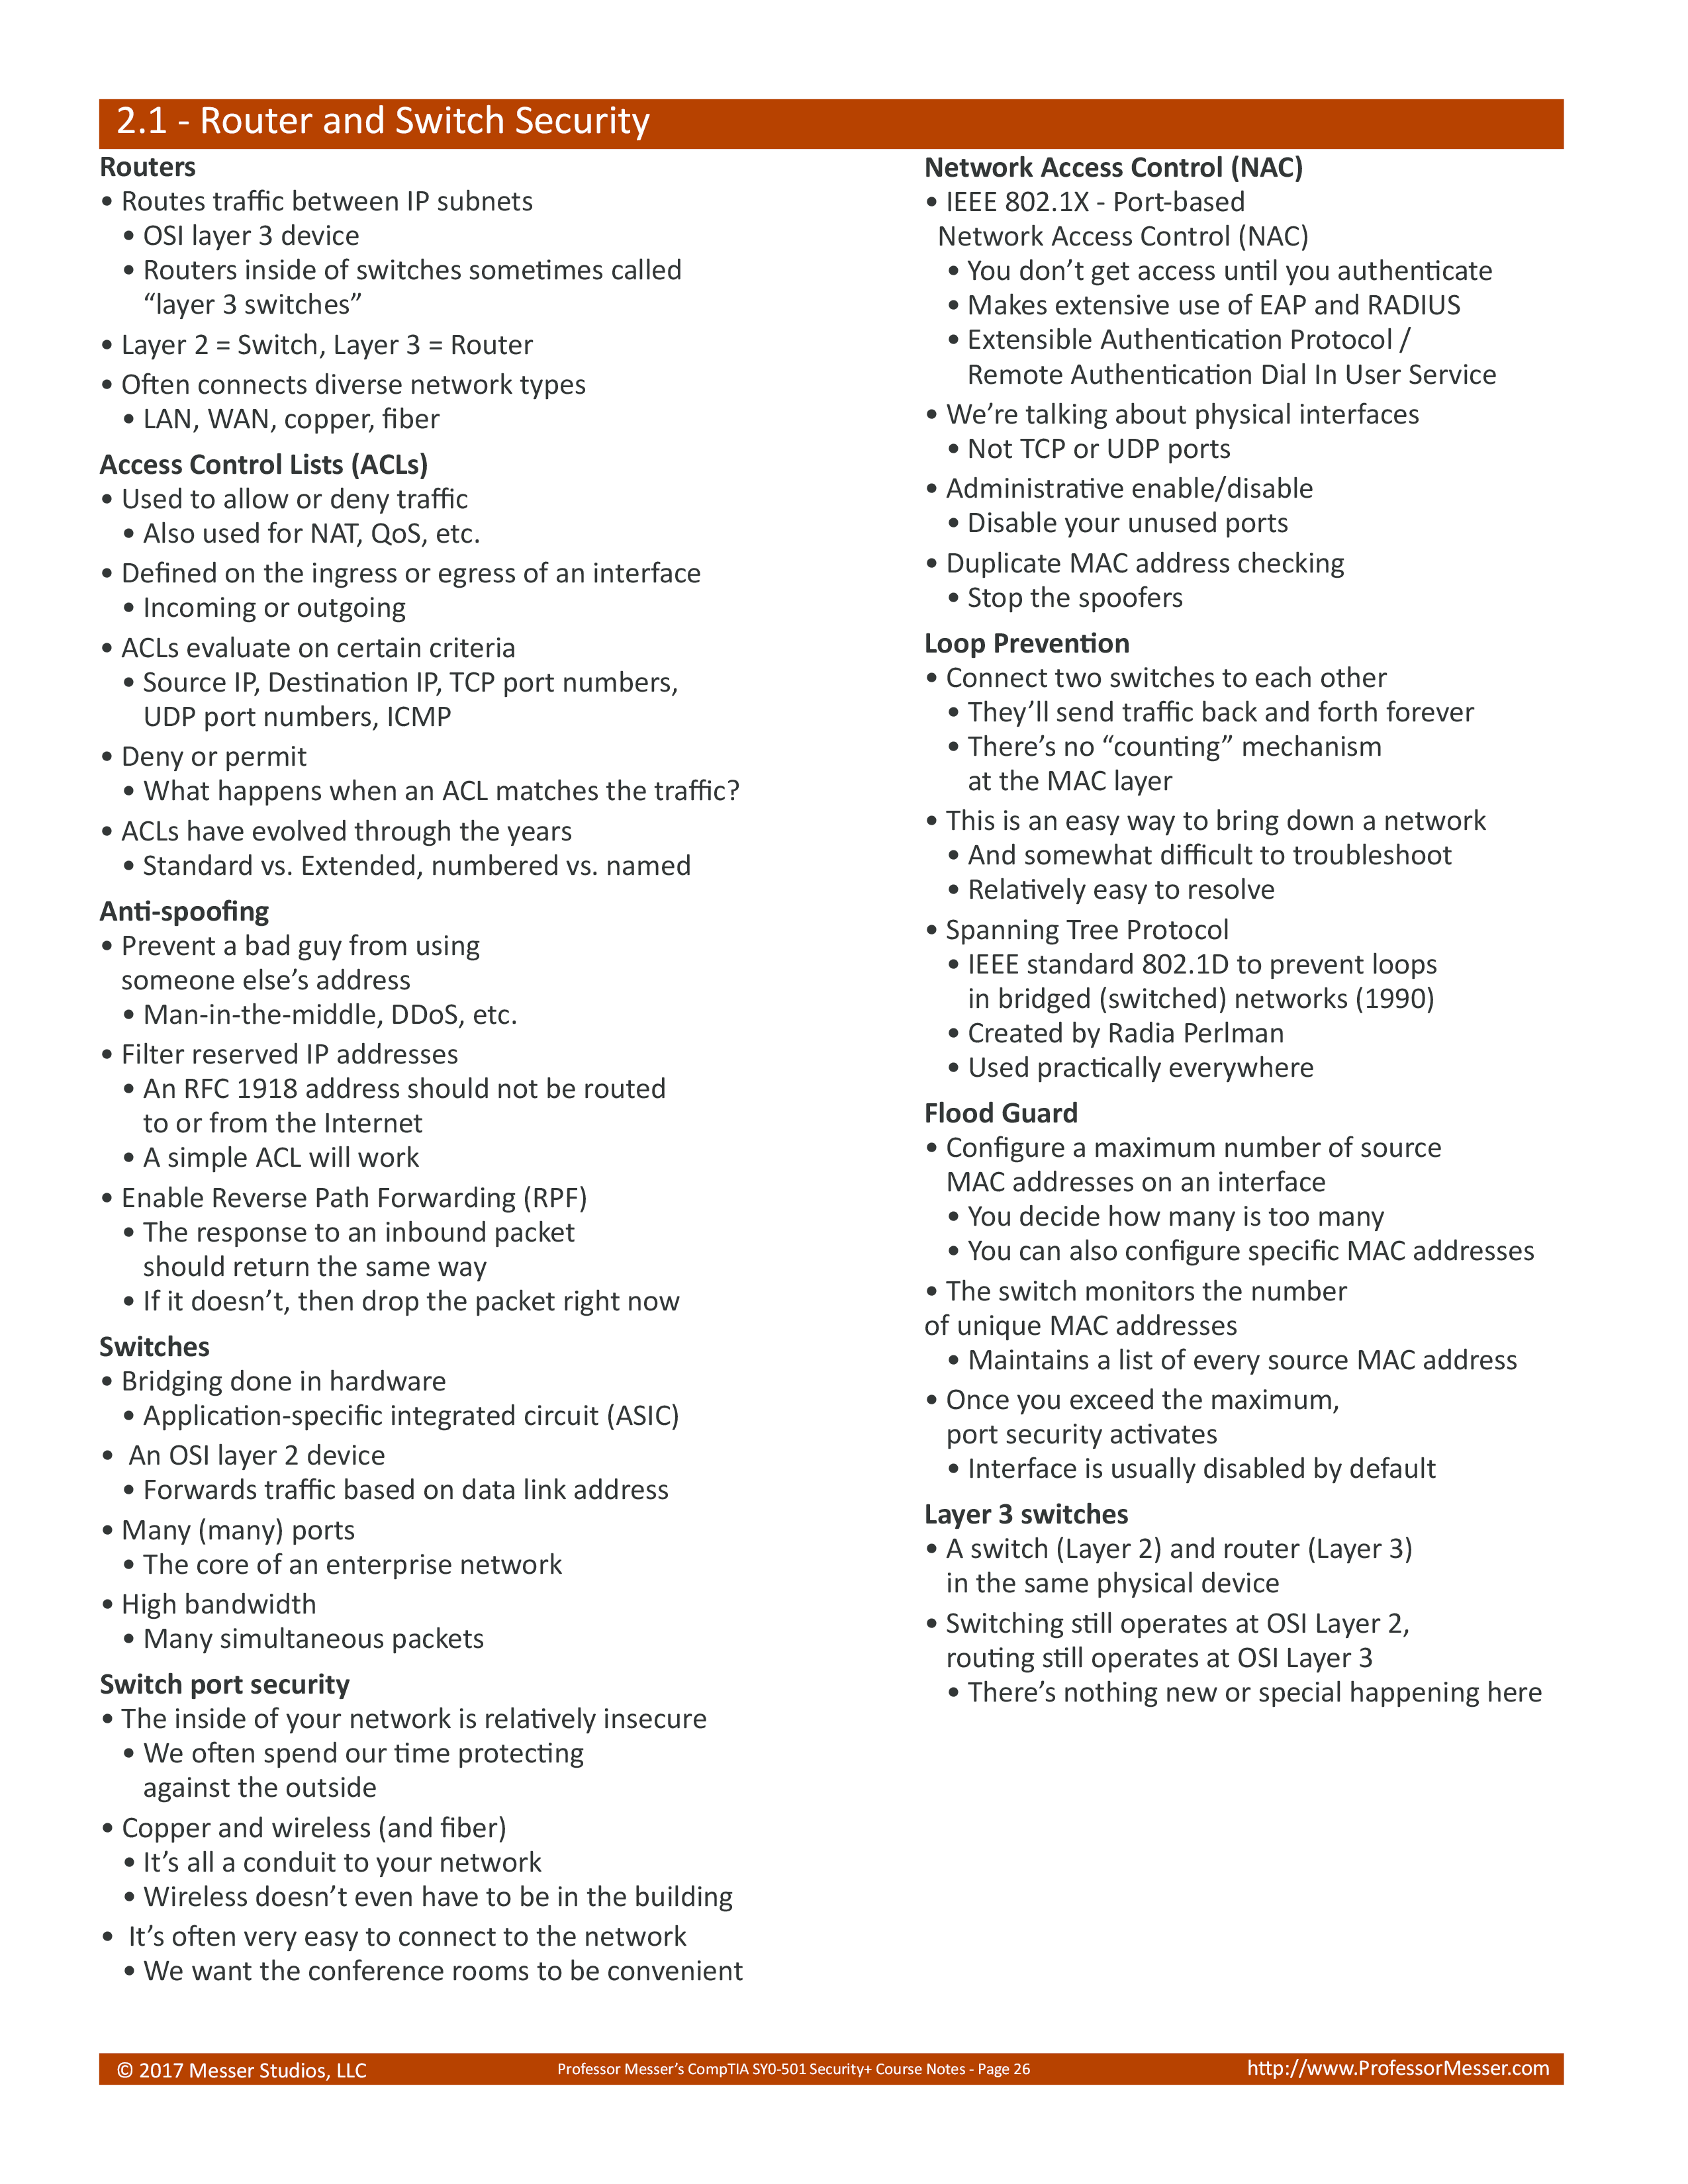 2.1 - Router and Switch Security
Routers
• Routes traffic between IP subnets
• OSI layer 3 device
• Routers inside of switches sometimes called
“layer 3 switches”
• Layer 2 = Switch, Layer 3 = Router
• Often connects diverse network types
• LAN, WAN, copper, fiber
Access Control Lists (ACLs)
• Used to allow or deny traffic
• Also used for NAT, QoS, etc.
• Defined on the ingress or egress of an interface
• Incoming or outgoing
• ACLs evaluate on certain criteria
• Source IP, Destination IP, TCP port numbers,
UDP port numbers, ICMP
• Deny or permit
• What happens when an ACL matches the traffic?
• ACLs have evolved through the years
• Standard vs. Extended, numbered vs. named
Anti-spoofing
• Prevent a bad guy from using
someone else’s address
• Man-in-the-middle, DDoS, etc.
• Filter reserved IP addresses
• An RFC 1918 address should not be routed
to or from the Internet
• A simple ACL will work
• Enable Reverse Path Forwarding (RPF)
• The response to an inbound packet
should return the same way
• If it doesn’t, then drop the packet right now
Switches
• Bridging done in hardware
• Application-specific integrated circuit (ASIC)
• An OSI layer 2 device
• Forwards traffic based on data link address
• Many (many) ports
• The core of an enterprise network
• High bandwidth
• Many simultaneous packets
Switch port security
• The inside of your network is relatively insecure
• We often spend our time protecting
against the outside
• Copper and wireless (and fiber)
• It’s all a conduit to your network
• Wireless doesn’t even have to be in the building
• It’s often very easy to connect to the network
• We want the conference rooms to be convenient
Network Access Control (NAC)
• IEEE 802.1X - Port-based
Network Access Control (NAC)
• You don’t get access until you authenticate
• Makes extensive use of EAP and RADIUS
• Extensible Authentication Protocol /
Remote Authentication Dial In User Service
• We’re talking about physical interfaces
• Not TCP or UDP ports
• Administrative enable/disable
• Disable your unused ports
• Duplicate MAC address checking
• Stop the spoofers
Loop Prevention
• Connect two switches to each other
• They’ll send traffic back and forth forever
• There’s no “counting” mechanism
at the MAC layer
• This is an easy way to bring down a network
• And somewhat difficult to troubleshoot
• Relatively easy to resolve
• Spanning Tree Protocol
• IEEE standard 802.1D to prevent loops
in bridged (switched) networks (1990)
• Created by Radia Perlman
• Used practically everywhere
Flood Guard
• Configure a maximum number of source
MAC addresses on an interface
• You decide how many is too many
• You can also configure specific MAC addresses
• The switch monitors the number
of unique MAC addresses
• Maintains a list of every source MAC address
• Once you exceed the maximum,
port security activates
• Interface is usually disabled by default
Layer 3 switches
• A switch (Layer 2) and router (Layer 3)
in the same physical device
• Switching still operates at OSI Layer 2,
routing still operates at OSI Layer 3
• There’s nothing new or special happening here
© 2017 Messer Studios, LLC
Professor Messer’s CompTIA SY0-501 Security+ Course Notes - Page 26
http://www.ProfessorMesser.com